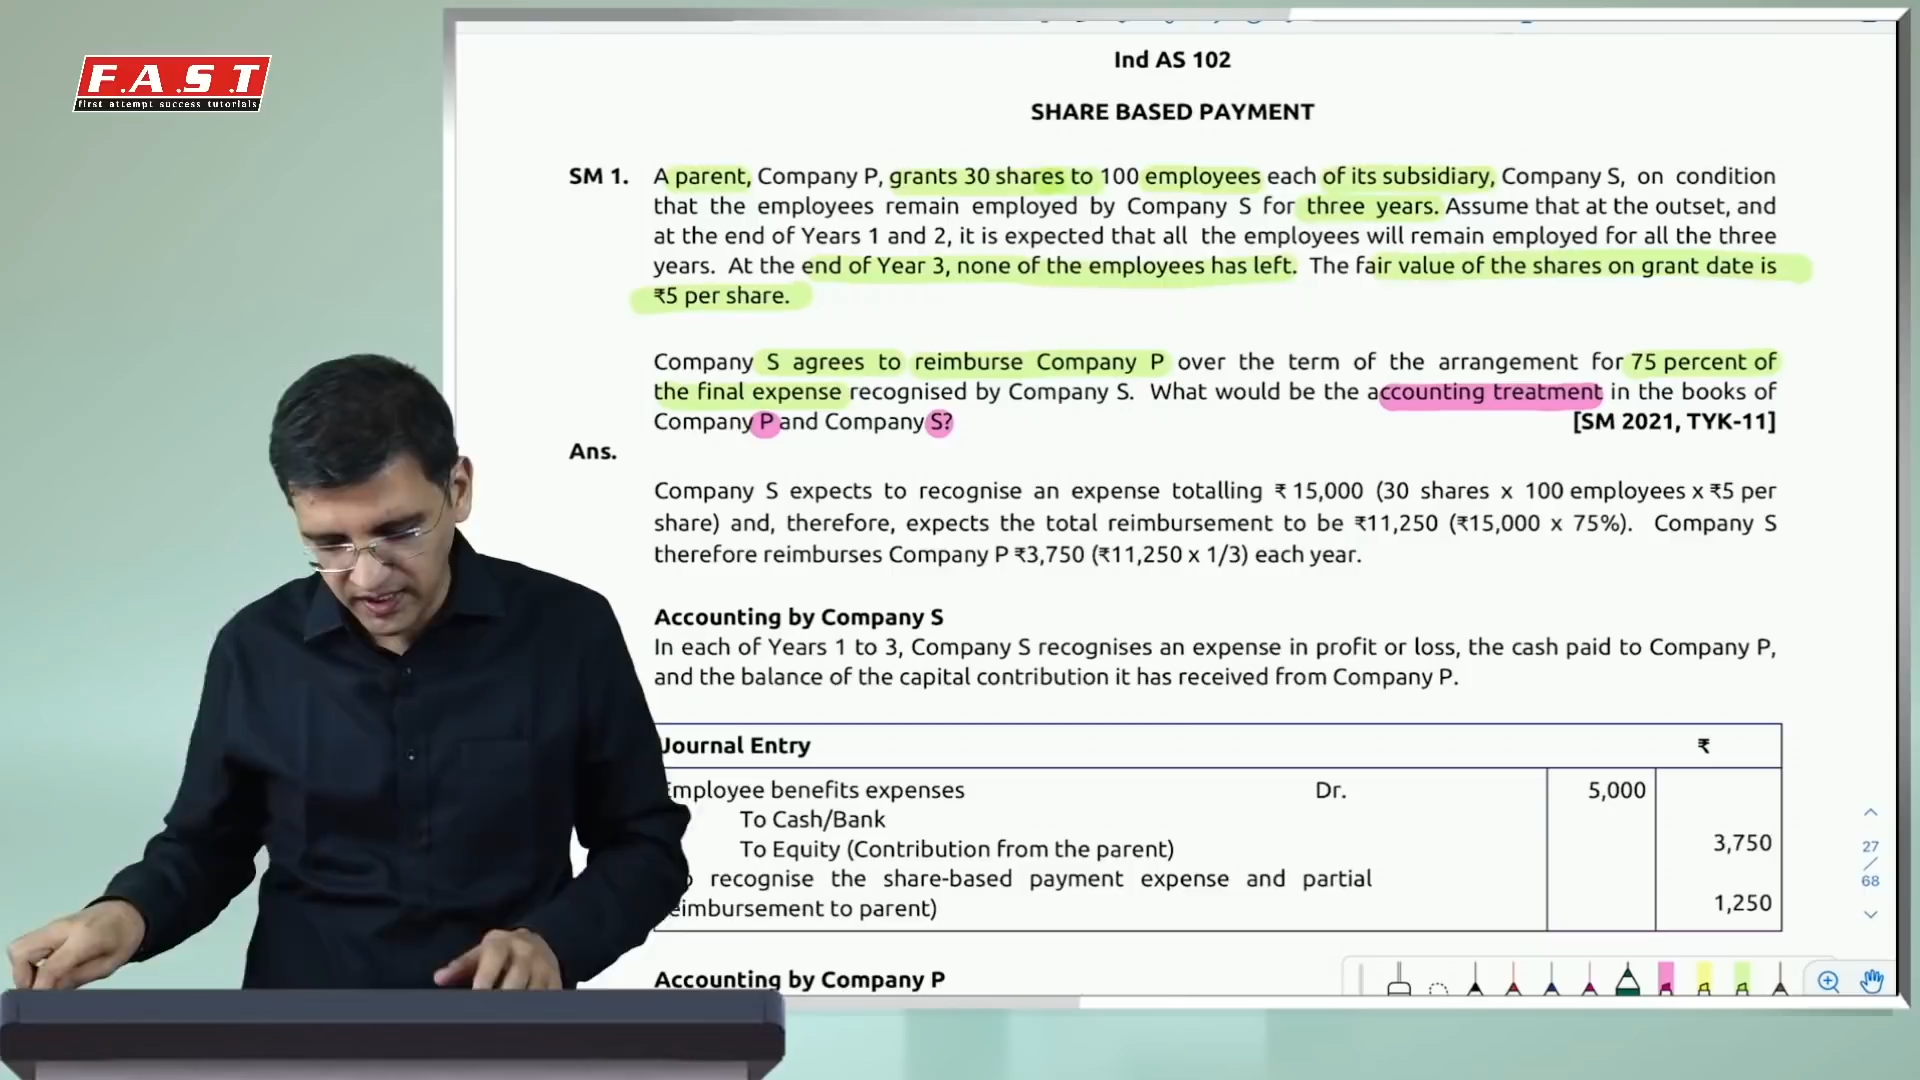 F.A.S.T
first attempt success tutorials
Ind AS 102
SHARE BASED PAYMENT
SM 1. A parent, Company P, grants 30 shares to 100 employees each of its subsidiary, Company S, on condition
that the employees remain employed by Company S for three years. Assume that at the outset, and
at the end of Years 1 and 2, it is expected that all the employees will remain employed for all the three
years. At the end of Year 3, none of the employees has left. The fair value of the shares on grant date is
₹5 per share.
Company S agrees to reimburse Company P over the term of the arrangement for 75 percent of
the final expense recognised by Company S. What would be the accounting treatment in the books of
Company P and Company S? [SM 2021, TYK-11]
Ans.
Company S expects to recognise an expense totalling ₹ 15,000 (30 shares x 100 employees x ₹5 per
share) and, therefore, expects the total reimbursement to be ₹11,250 (₹15,000 x 75%). Company S
therefore reimburses Company P ₹3,750 (₹11,250 x 1/3) each year.
Accounting by Company S
In each of Years 1 to 3, Company S recognises an expense in profit or loss, the cash paid to Company P,
and the balance of the capital contribution it has received from Company P.
Journal Entry ₹
Employee benefits expenses Dr. 5,000
To Cash/Bank
3,750
To Equity (Contribution from the parent)
recognise the share-based payment expense and partial
1,250
reimbursement to parent)
Accounting by Company P
27
/
68